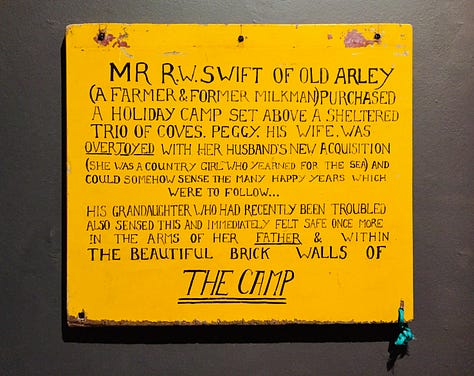 MR R.W. SWIFT OF OLD ARLEY
(A FARMER & FORMER MILKMAN) PURCHASED
A HOLIDAY CAMP SET ABOVE A SHELTERED
TRIO OF COVES. PEGGY, HIS WIFE, WAS
OVERJOYED WITH HER HUSBAND'S NEW ACQUISITION
(SHE WAS A COUNTRY GIRL WHO YEARNED FOR THE SEA) AND
COULD SOMEHOW SENSE THE MANY HAPPY YEARS WHICH
WERE TO FOLLOW...
HIS GRANDAUGHTER WHO HAD RECENTLY BEEN TROUBLED
ALSO SENSED THIS AND IMMEDIATELY FELT SAFE ONCE MORE
IN THE ARMS OF HER FATHER & WITHIN
THE BEAUTIFUL BRICK WALLS OF
THE CAMP